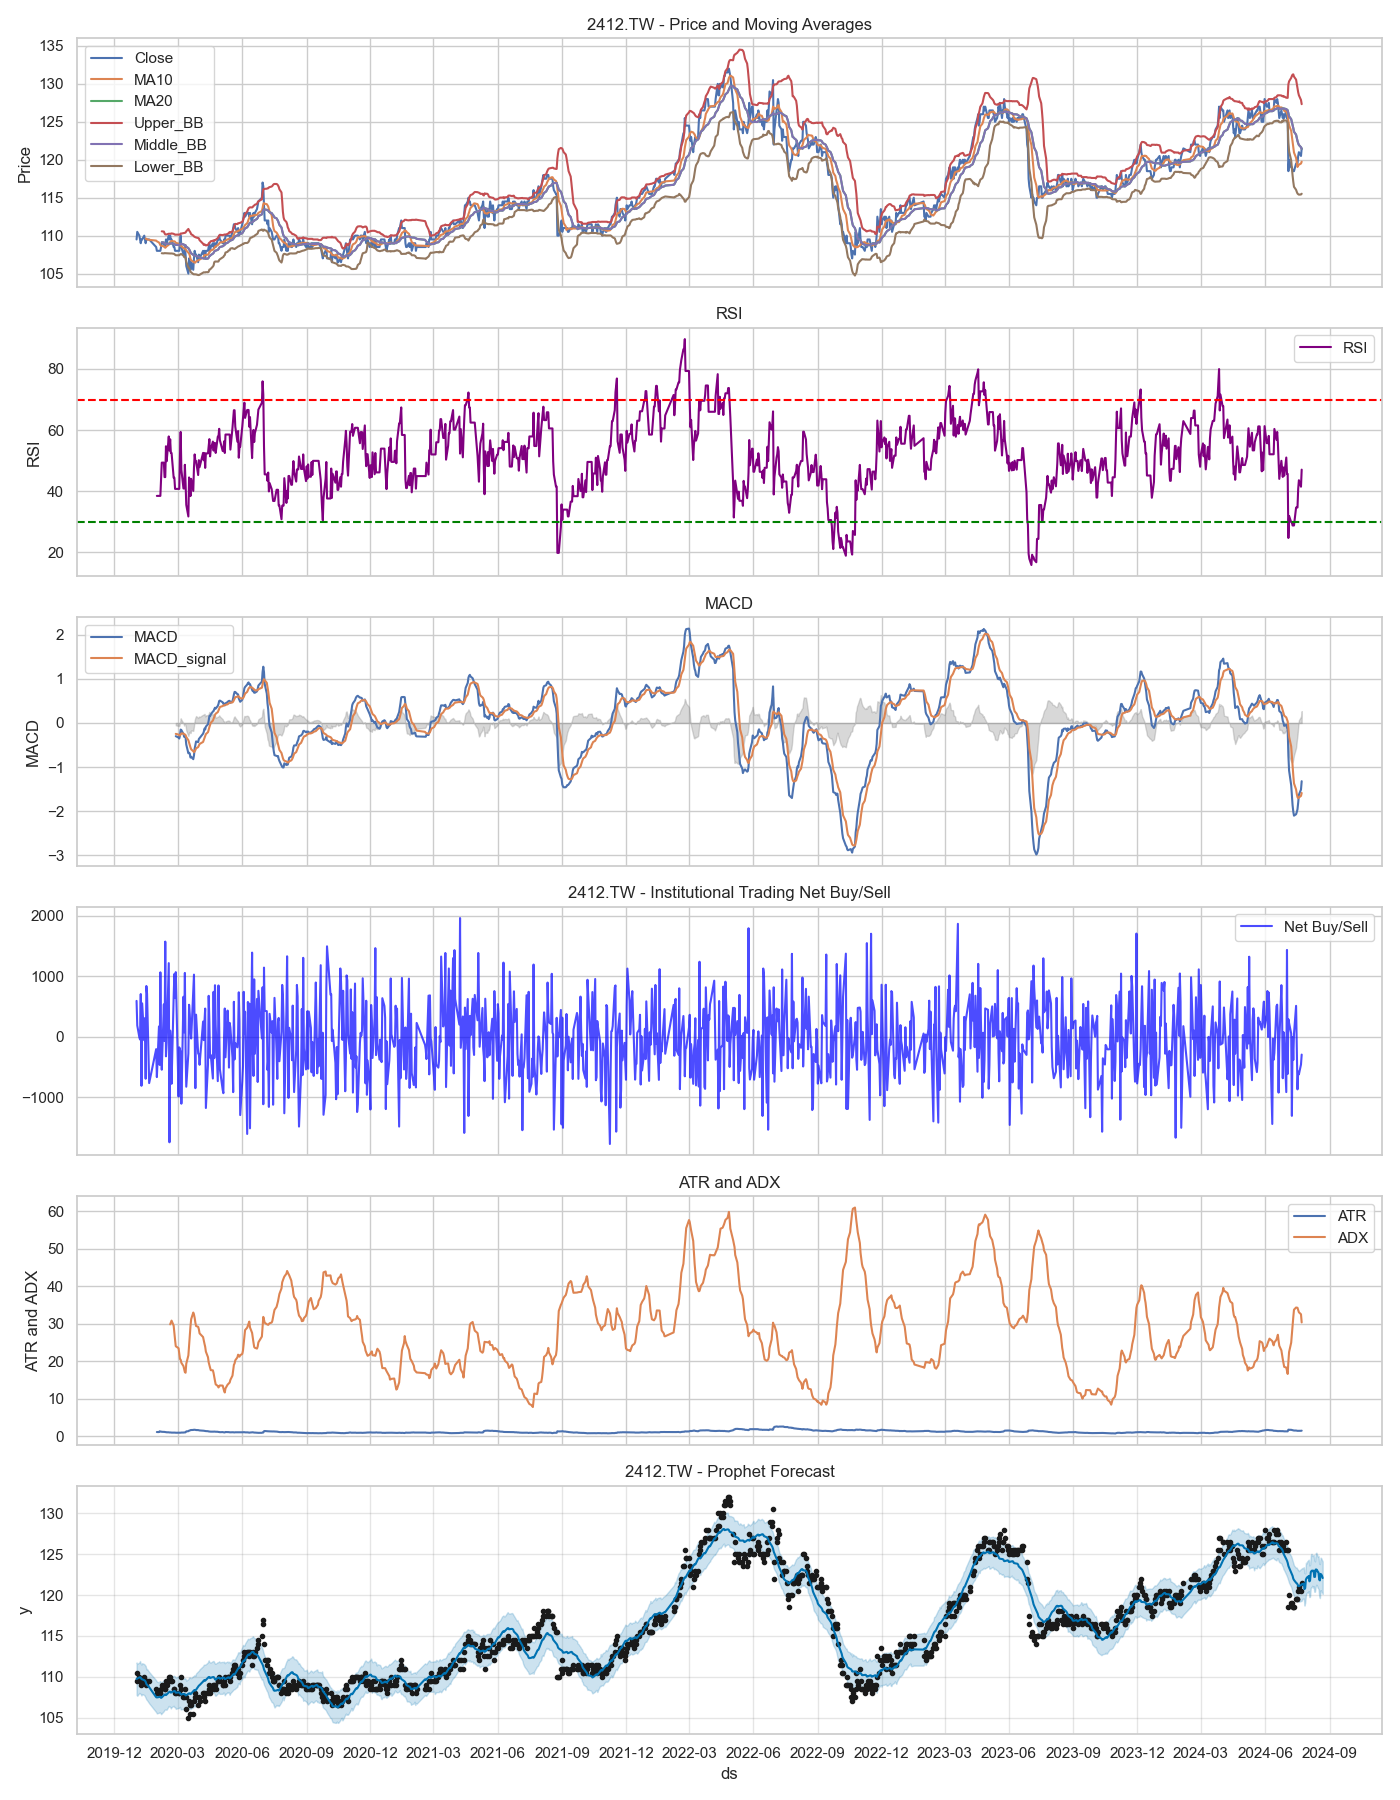 2412.TW - Price and Moving Averages
Price
135
130
125
120
115
110
105
Close
MA10
MA20
Upper_BB
Middle_BB
Lower_BB
RSI
RSI
80
60
40
20
RSI
MACD
MACD
2
1
0
−1
−2
−3
MACD
MACD_signal
2412.TW - Institutional Trading Net Buy/Sell
2000
1000
0
−1000
Net Buy/Sell
ATR and ADX
ATR and ADX
60
50
40
30
20
10
0
ATR
ADX
2412.TW - Prophet Forecast
y
130
125
120
115
110
105
2019-12 2020-03 2020-06 2020-09 2020-12 2021-03 2021-06 2021-09 2021-12 2022-03 2022-06 2022-09 2022-12 2023-03 2023-06 2023-09 2023-12 2024-03 2024-06 2024-09
ds